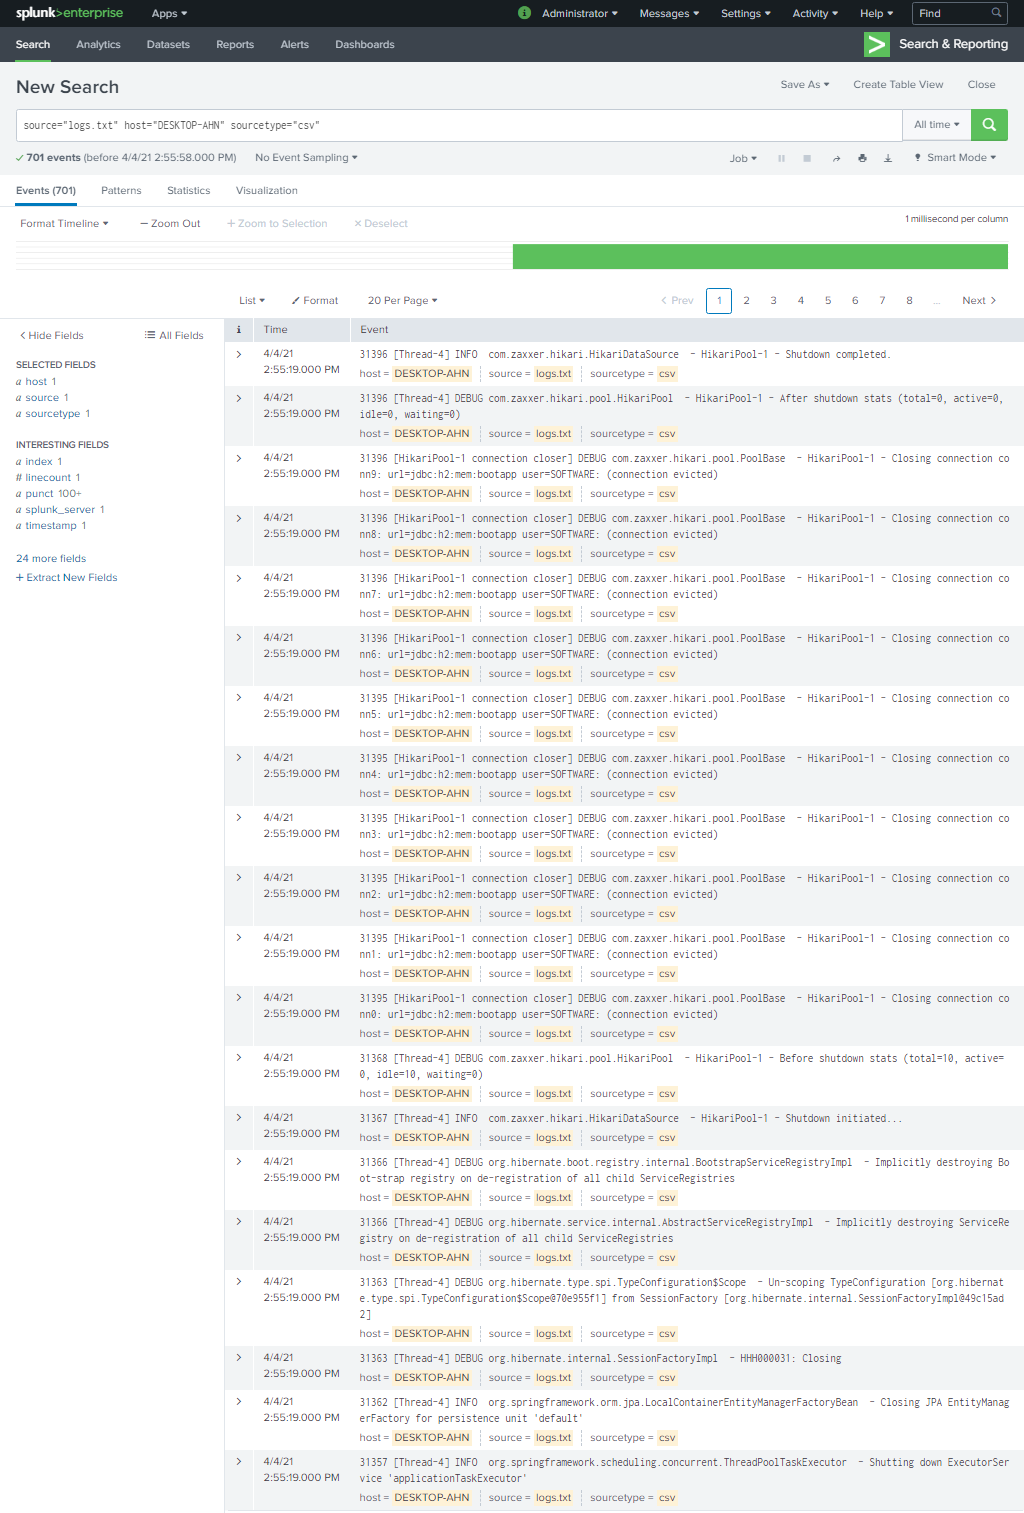 splunk>enterprise Apps ▾ i Administrator ▾ Messages ▾ Settings ▾ Activity ▾ Help ▾ Find
Search Analytics Datasets Reports Alerts Dashboards > Search & Reporting
New Search Save As ▾ Create Table View Close
source="logs.txt" host="DESKTOP-AHN" sourcetype="csv" All time ▾
✓ 701 events (before 4/4/21 2:55:58.000 PM) No Event Sampling ▾ Job ▾ Smart Mode ▾
Events (701) Patterns Statistics Visualization
Format Timeline ▾ — Zoom Out + Zoom to Selection × Deselect 1 millisecond per column
List ▾ Format 20 Per Page ▾ < Prev 1 2 3 4 5 6 7 8 ... Next >
< Hide Fields All Fields
SELECTED FIELDS
a host 1
a source 1
a sourcetype 1
INTERESTING FIELDS
a index 1
# linecount 1
a punct 100+
a splunk_server 1
a timestamp 1
24 more fields
+ Extract New Fields
i Time Event
> 4/4/21 31396 [Thread-4] INFO  com.zaxxer.hikari.HikariDataSource  - HikariPool-1 - Shutdown completed.
2:55:19.000 PM host = DESKTOP-AHN source = logs.txt sourcetype = csv
> 4/4/21 31396 [Thread-4] DEBUG com.zaxxer.hikari.pool.HikariPool  - HikariPool-1 - After shutdown stats (total=0, active=0,
2:55:19.000 PM idle=0, waiting=0)
host = DESKTOP-AHN source = logs.txt sourcetype = csv
> 4/4/21 31396 [HikariPool-1 connection closer] DEBUG com.zaxxer.hikari.pool.PoolBase  - HikariPool-1 - Closing connection co
2:55:19.000 PM nn9: url=jdbc:h2:mem:bootapp user=SOFTWARE: (connection evicted)
host = DESKTOP-AHN source = logs.txt sourcetype = csv
> 4/4/21 31396 [HikariPool-1 connection closer] DEBUG com.zaxxer.hikari.pool.PoolBase  - HikariPool-1 - Closing connection co
2:55:19.000 PM nn8: url=jdbc:h2:mem:bootapp user=SOFTWARE: (connection evicted)
host = DESKTOP-AHN source = logs.txt sourcetype = csv
> 4/4/21 31396 [HikariPool-1 connection closer] DEBUG com.zaxxer.hikari.pool.PoolBase  - HikariPool-1 - Closing connection co
2:55:19.000 PM nn7: url=jdbc:h2:mem:bootapp user=SOFTWARE: (connection evicted)
host = DESKTOP-AHN source = logs.txt sourcetype = csv
> 4/4/21 31396 [HikariPool-1 connection closer] DEBUG com.zaxxer.hikari.pool.PoolBase  - HikariPool-1 - Closing connection co
2:55:19.000 PM nn6: url=jdbc:h2:mem:bootapp user=SOFTWARE: (connection evicted)
host = DESKTOP-AHN source = logs.txt sourcetype = csv
> 4/4/21 31395 [HikariPool-1 connection closer] DEBUG com.zaxxer.hikari.pool.PoolBase  - HikariPool-1 - Closing connection co
2:55:19.000 PM nn5: url=jdbc:h2:mem:bootapp user=SOFTWARE: (connection evicted)
host = DESKTOP-AHN source = logs.txt sourcetype = csv
> 4/4/21 31395 [HikariPool-1 connection closer] DEBUG com.zaxxer.hikari.pool.PoolBase  - HikariPool-1 - Closing connection co
2:55:19.000 PM nn4: url=jdbc:h2:mem:bootapp user=SOFTWARE: (connection evicted)
host = DESKTOP-AHN source = logs.txt sourcetype = csv
> 4/4/21 31395 [HikariPool-1 connection closer] DEBUG com.zaxxer.hikari.pool.PoolBase  - HikariPool-1 - Closing connection co
2:55:19.000 PM nn3: url=jdbc:h2:mem:bootapp user=SOFTWARE: (connection evicted)
host = DESKTOP-AHN source = logs.txt sourcetype = csv
> 4/4/21 31395 [HikariPool-1 connection closer] DEBUG com.zaxxer.hikari.pool.PoolBase  - HikariPool-1 - Closing connection co
2:55:19.000 PM nn2: url=jdbc:h2:mem:bootapp user=SOFTWARE: (connection evicted)
host = DESKTOP-AHN source = logs.txt sourcetype = csv
> 4/4/21 31395 [HikariPool-1 connection closer] DEBUG com.zaxxer.hikari.pool.PoolBase  - HikariPool-1 - Closing connection co
2:55:19.000 PM nn1: url=jdbc:h2:mem:bootapp user=SOFTWARE: (connection evicted)
host = DESKTOP-AHN source = logs.txt sourcetype = csv
> 4/4/21 31395 [HikariPool-1 connection closer] DEBUG com.zaxxer.hikari.pool.PoolBase  - HikariPool-1 - Closing connection co
2:55:19.000 PM nn0: url=jdbc:h2:mem:bootapp user=SOFTWARE: (connection evicted)
host = DESKTOP-AHN source = logs.txt sourcetype = csv
> 4/4/21 31368 [Thread-4] DEBUG com.zaxxer.hikari.pool.HikariPool  - HikariPool-1 - Before shutdown stats (total=10, active=
2:55:19.000 PM 0, idle=10, waiting=0)
host = DESKTOP-AHN source = logs.txt sourcetype = csv
> 4/4/21 31367 [Thread-4] INFO  com.zaxxer.hikari.HikariDataSource  - HikariPool-1 - Shutdown initiated...
2:55:19.000 PM host = DESKTOP-AHN source = logs.txt sourcetype = csv
> 4/4/21 31366 [Thread-4] DEBUG org.hibernate.boot.registry.internal.BootstrapServiceRegistryImpl  - Implicitly destroying Bo
2:55:19.000 PM ot-strap registry on de-registration of all child ServiceRegistries
host = DESKTOP-AHN source = logs.txt sourcetype = csv
> 4/4/21 31366 [Thread-4] DEBUG org.hibernate.service.internal.AbstractServiceRegistryImpl  - Implicitly destroying ServiceRe
2:55:19.000 PM gistry on de-registration of all child ServiceRegistries
host = DESKTOP-AHN source = logs.txt sourcetype = csv
> 4/4/21 31363 [Thread-4] DEBUG org.hibernate.type.spi.TypeConfiguration$Scope  - Un-scoping TypeConfiguration [org.hibernat
2:55:19.000 PM e.type.spi.TypeConfiguration$Scope@70e955f1] from SessionFactory [org.hibernate.internal.SessionFactoryImpl@49c15ad
2]
host = DESKTOP-AHN source = logs.txt sourcetype = csv
> 4/4/21 31363 [Thread-4] DEBUG org.hibernate.internal.SessionFactoryImpl  - HHH000031: Closing
2:55:19.000 PM host = DESKTOP-AHN source = logs.txt sourcetype = csv
> 4/4/21 31362 [Thread-4] INFO  org.springframework.orm.jpa.LocalContainerEntityManagerFactoryBean  - Closing JPA EntityManag
2:55:19.000 PM erFactory for persistence unit 'default'
host = DESKTOP-AHN source = logs.txt sourcetype = csv
> 4/4/21 31357 [Thread-4] INFO  org.springframework.scheduling.concurrent.ThreadPoolTaskExecutor  - Shutting down ExecutorSer
2:55:19.000 PM vice 'applicationTaskExecutor'
host = DESKTOP-AHN source = logs.txt sourcetype = csv